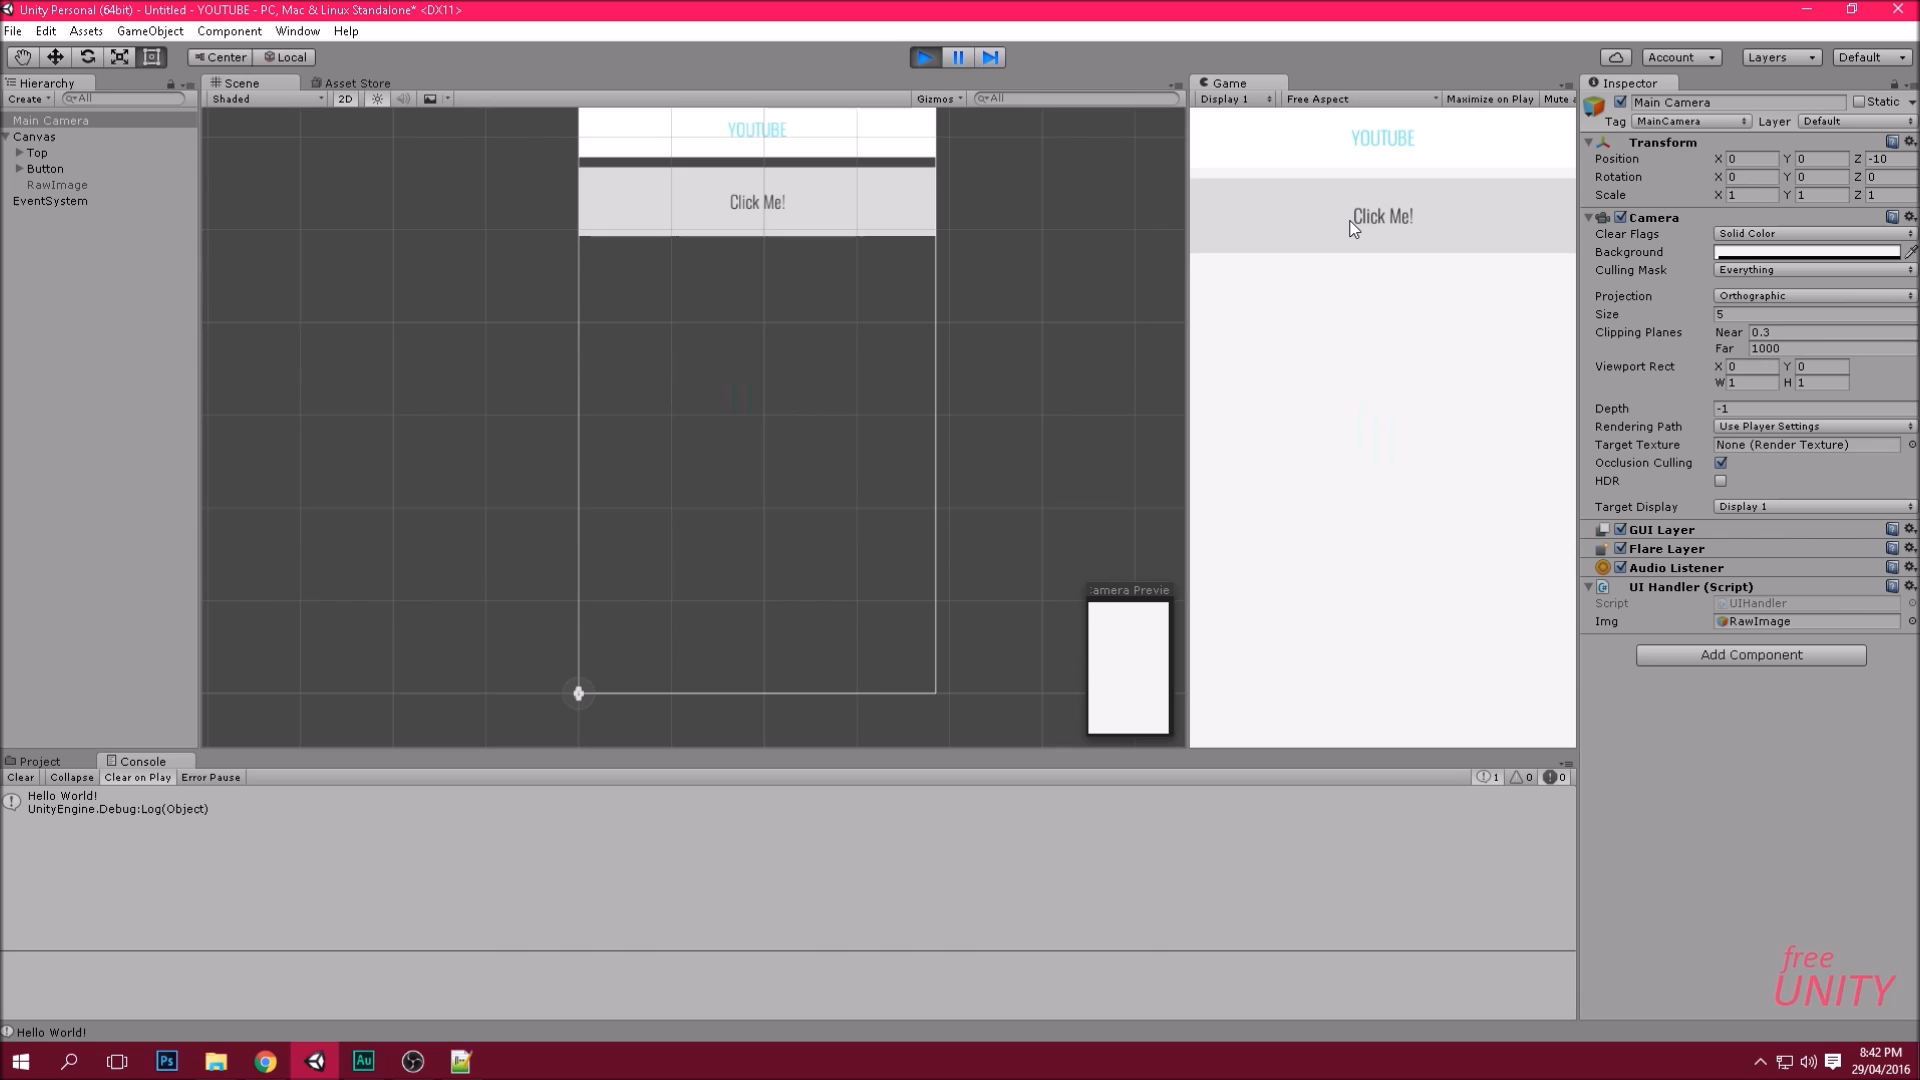 Unity Personal (64bit) - Untitled - YOUTUBE - PC, Mac & Linux Standalone* <DX11>
File Edit Assets GameObject Component Window Help
Center Local Account Layers Default
Hierarchy
Create All
Main Camera
Canvas
Top
Button
RawImage
EventSystem
Scene Asset Store
Shaded 2D Gizmos All
YOUTUBE
Click Me!
amera Previe
Game
Display 1 Free Aspect Maximize on Play Mute a
YOUTUBE
Click Me!
Inspector
Main Camera Static
Tag MainCamera Layer Default
Transform
Position X 0 Y 0 Z -10
Rotation X 0 Y 0 Z 0
Scale X 1 Y 1 Z 1
Camera
Clear Flags Solid Color
Background
Culling Mask Everything
Projection Orthographic
Size 5
Clipping Planes Near 0.3
Far 1000
Viewport Rect X 0 Y 0
W 1 H 1
Depth -1
Rendering Path Use Player Settings
Target Texture None (Render Texture)
Occlusion Culling
HDR
Target Display Display 1
GUI Layer
Flare Layer
Audio Listener
UI Handler (Script)
Script UIHandler
Img RawImage
Add Component
Project Console
Clear Collapse Clear on Play Error Pause 1 0 0
Hello World!
UnityEngine.Debug:Log(Object)
free
UNITY
Hello World!
Ps Au
8:42 PM
29/04/2016